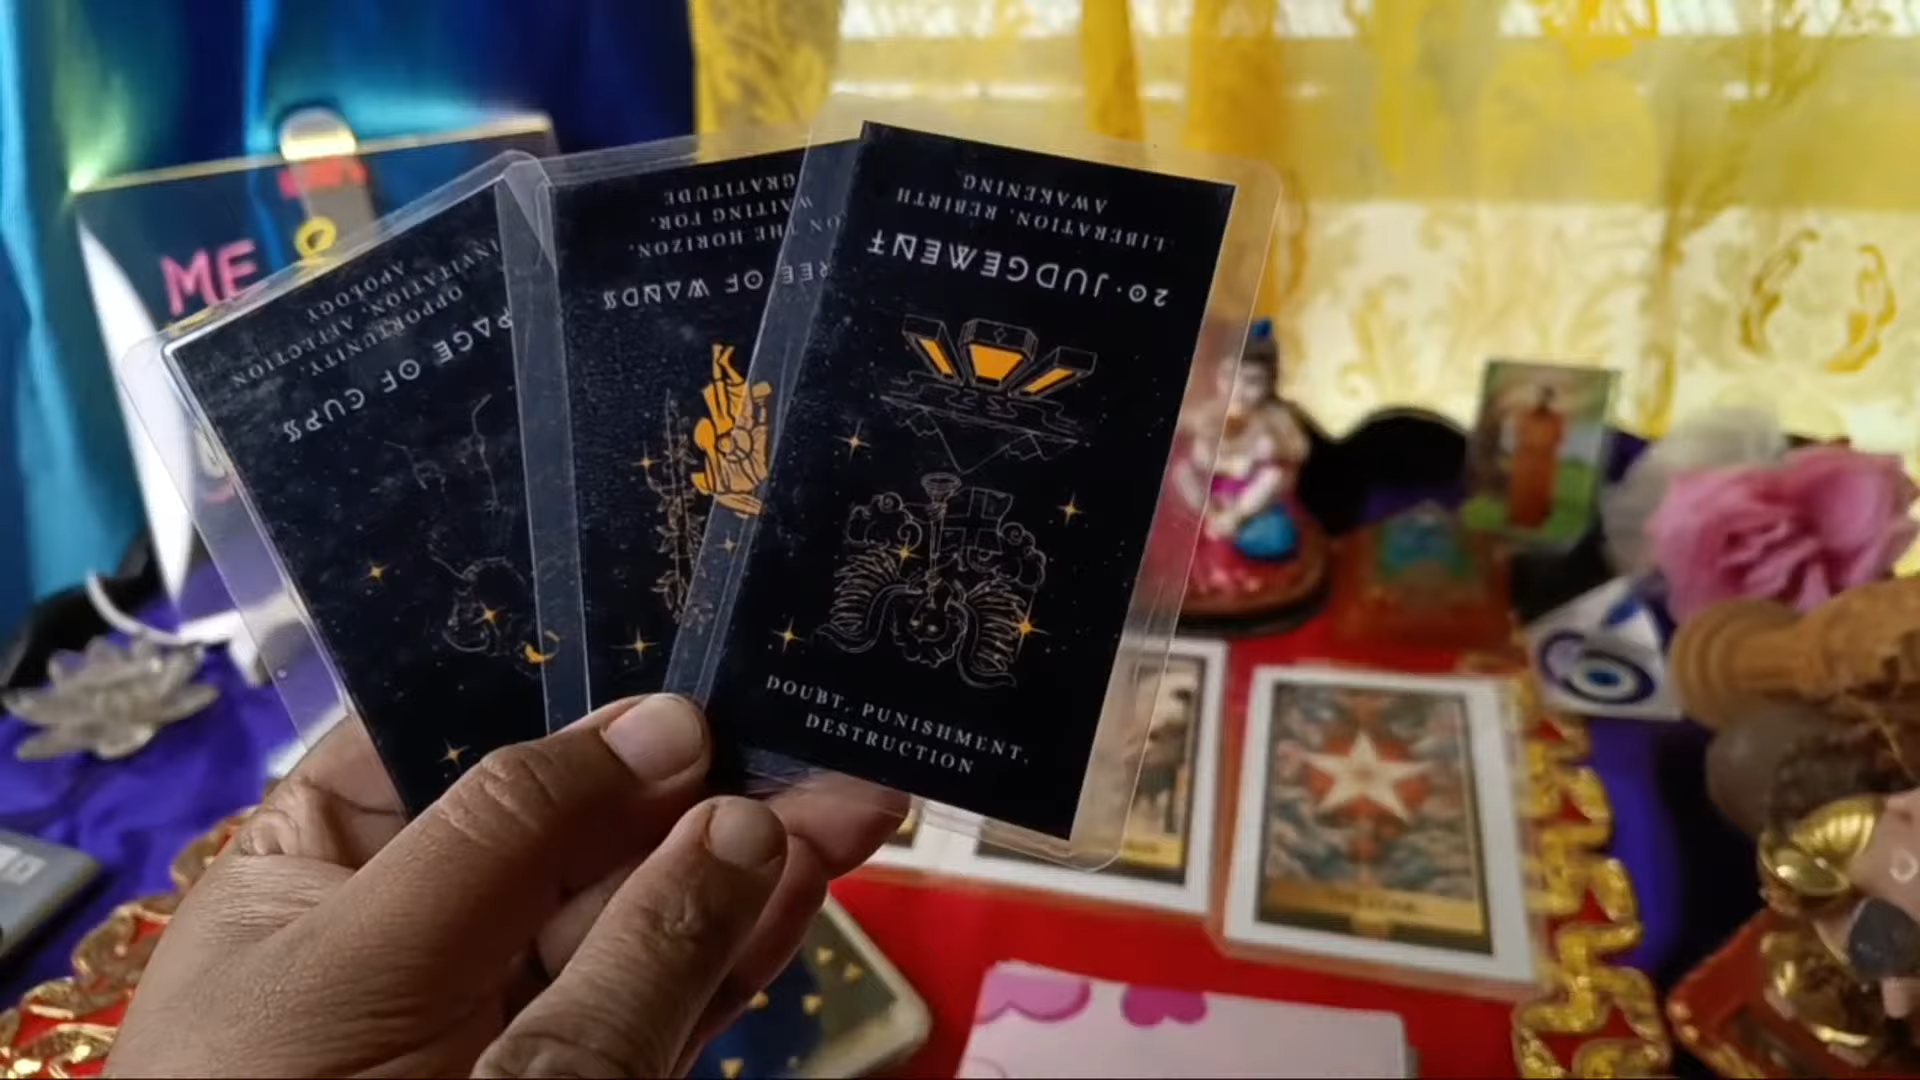 ME
PAGE OF CUPS
OPPORTUNITY,
INVITATION, AFFECTION
APOLOGY
OF WANDS
ON THE HORIZON,
WAITING FOR,
GRATITUDE
20·JUDGEMENT
LIBERATION, REBIRTH
AWAKENING
DOUBT, PUNISHMENT,
DESTRUCTION